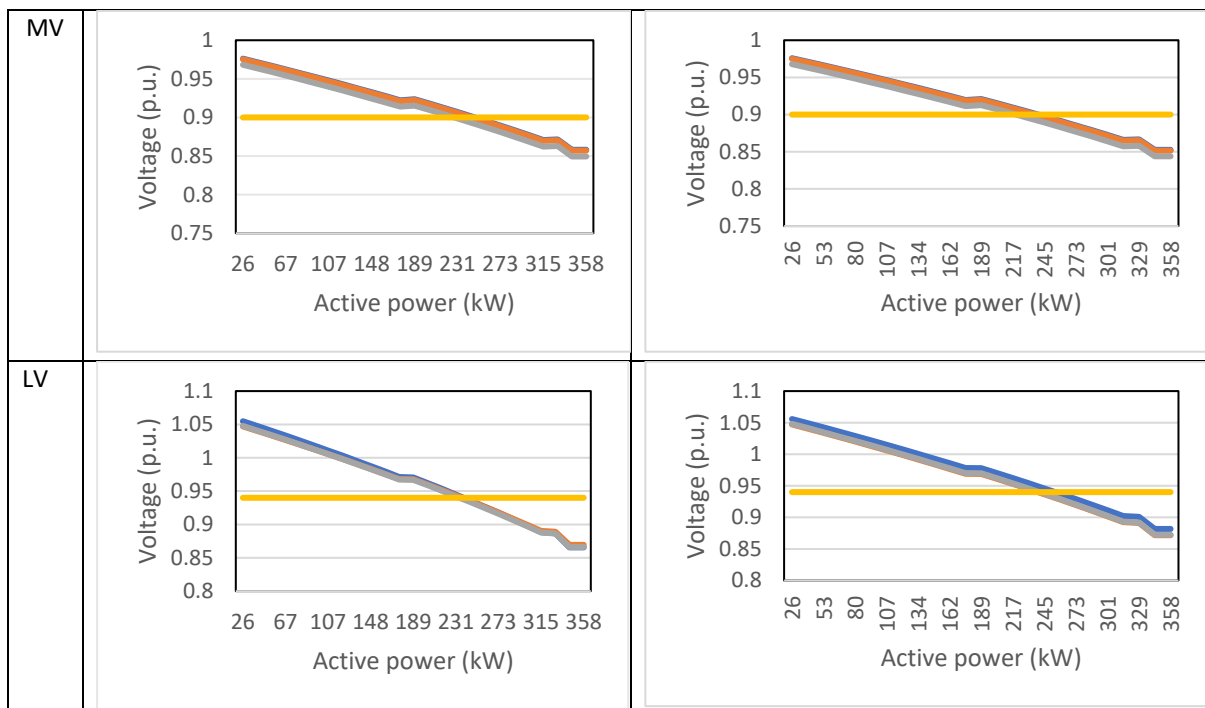 MV
Voltage (p.u.)
1
0.95
0.9
0.85
0.8
0.75
26 67 107 148 189 231 273 315 358
Active power (kW)
Voltage (p.u.)
1
0.95
0.9
0.85
0.8
0.75
26 53 80 107 134 162 189 217 245 273 301 329 358
Active power (kW)
LV
Voltage (p.u.)
1.1
1.05
1
0.95
0.9
0.85
0.8
26 67 107 148 189 231 273 315 358
Active power (kW)
Voltage (p.u.)
1.1
1.05
1
0.95
0.9
0.85
0.8
26 53 80 107 134 162 189 217 245 273 301 329 358
Active power (kW)